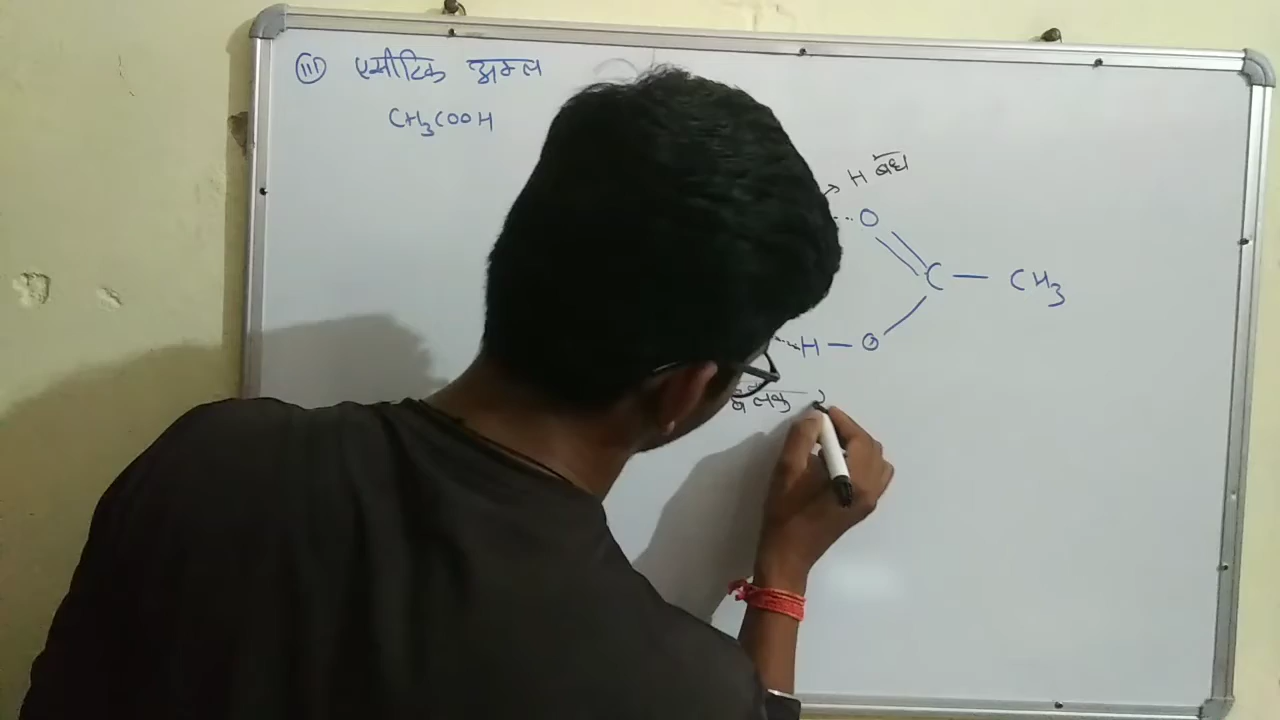 (iii) एसीटिक अम्ल
CH3COOH
H बंध
O
C — CH3
H — O